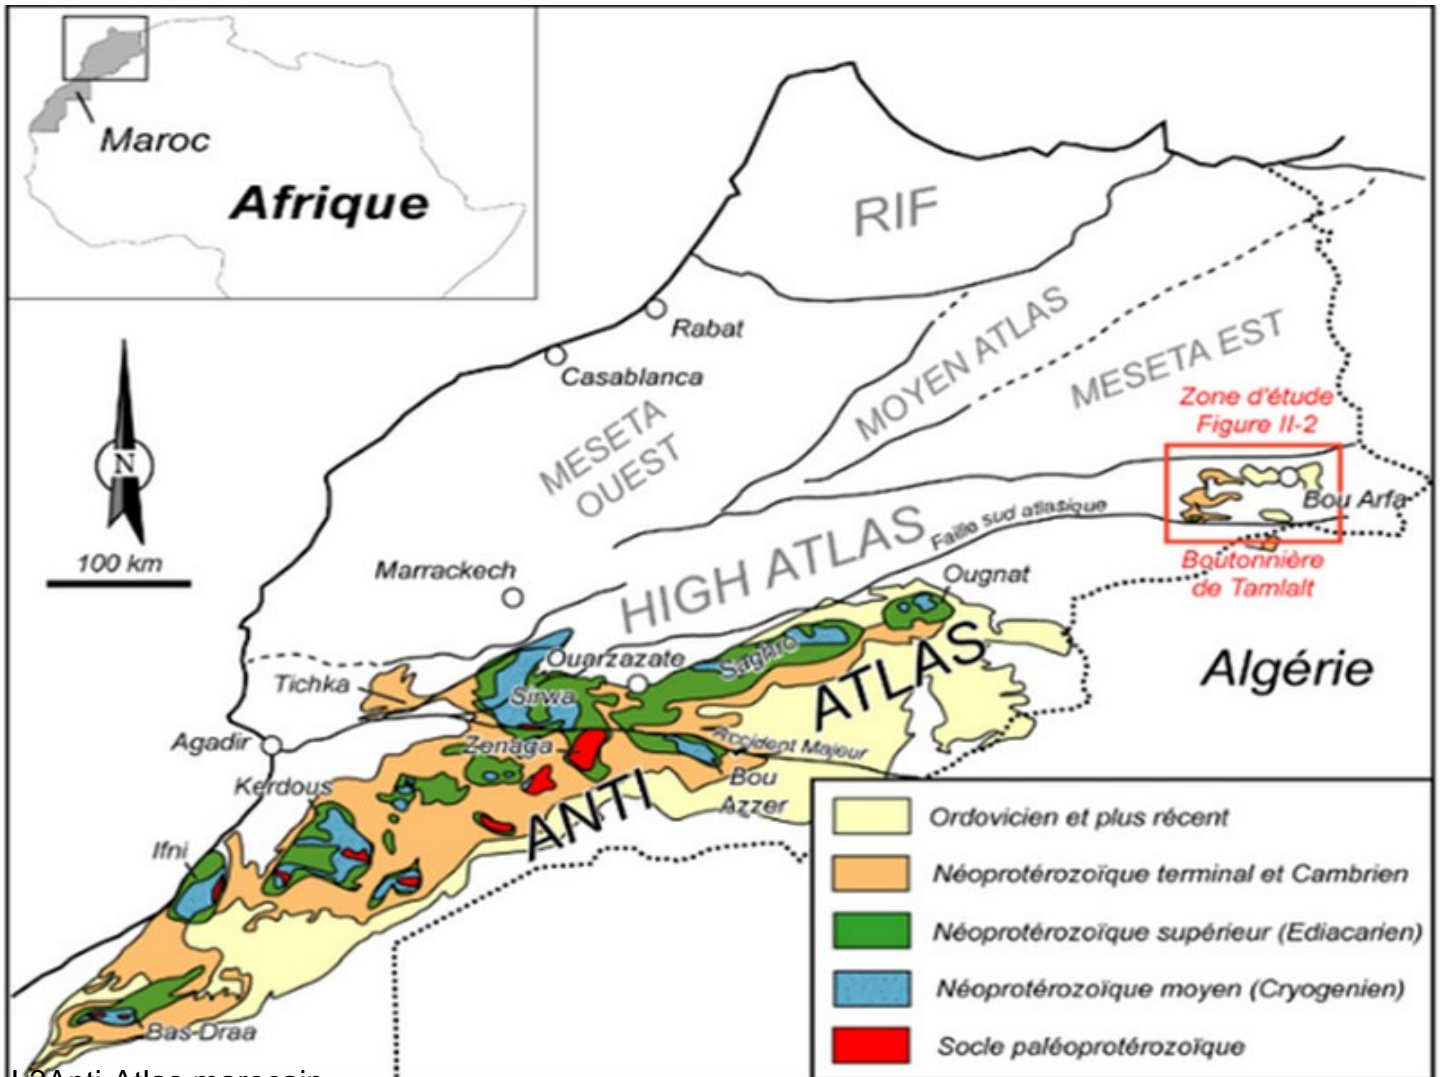 Maroc
Afrique
RIF
Rabat
Casablanca
MOYEN ATLAS
MESETA EST
MESETA
OUEST
Zone d'étude
Figure II-2
Bou Arfa
N
100 km
Marrackech
HIGH ATLAS
Faille sud atlasique
Boutonnière
de Tamlalt
Ougnat
Ouarzazate
Saghro
Tichka
Sirwa
ANTI ATLAS
Algérie
Agadir
Zenaga
Accident Majeur
Kerdous
Bou
Azzer
Ifni
Bas-Draa
Ordovicien et plus récent
Néoprotérozoïque terminal et Cambrien
Néoprotérozoïque supérieur (Ediacarien)
Néoprotérozoïque moyen (Cryogenien)
Socle paléoprotérozoïque
Anti-Atlas marocain